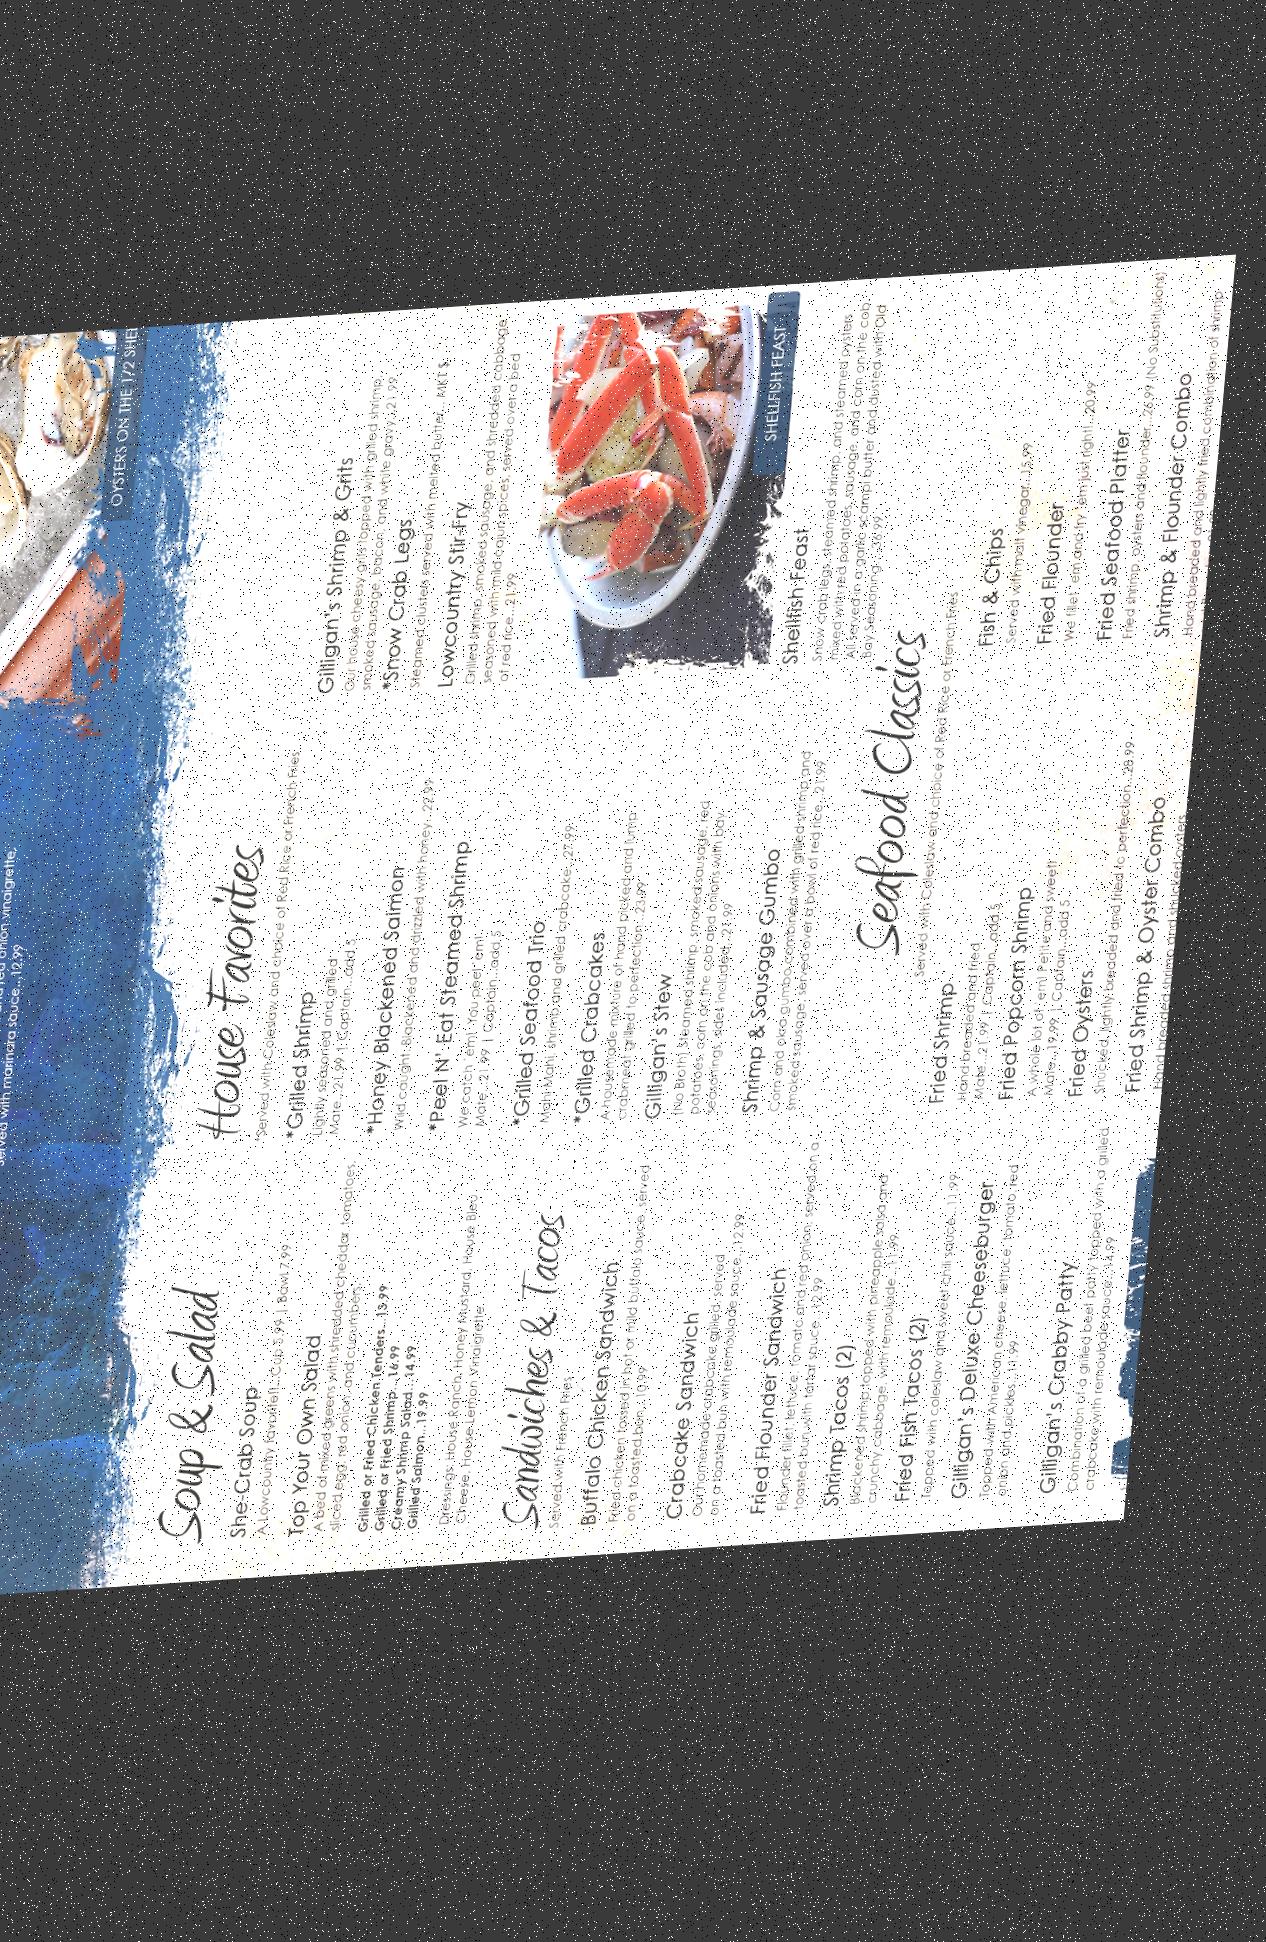 served with marinara sauce...12.99
OYSTERS ON THE 1/2 SHE
Soup & Salad
She-Crab Soup
A Lowcountry Favorite!...Cup 5.99 | Bowl 7.99
Top Your Own Salad
A bed of mixed greens with shredded cheddar, tomatoes,
sliced egg, red onion, and cucumbers.
Grilled or Fried Chicken Tenders...13.99
Grilled or Fried Shrimp...16.99
Creamy Shrimp Salad...14.99
Grilled Salmon...19.99
Dressings: House Ranch, Honey Mustard, House Bleu
Cheese, House Lemon Vinaigrette.
Sandwiches & Tacos
Served with French Fries
Buffalo Chicken Sandwich
Fried chicken tossed in hot or mild buffalo sauce, served
on a toasted bun...10.99
Crabcake Sandwich
Our homemade crabcake, grilled, served
on a toasted bun with remoulade sauce...12.99
Fried Flounder Sandwich
Flounder fillet, lettuce, tomato, and red onion, served on a
toasted bun with tartar sauce...12.99
Shrimp Tacos (2)
Blackened shrimp topped with pineapple salsa and
crunchy cabbage, with remoulade...11.99
Fried Fish Tacos (2)
Topped with coleslaw and sweet chili sauce...11.99
Gilligan's Deluxe Cheeseburger
Topped with American cheese, lettuce, tomato, red
onion and pickles...11.99
Gilligan's Crabby Patty
Combination of a grilled beef patty topped with a grilled
crabcake with remoulade sauce...14.99
House Favorites
Served with Coleslaw and choice of Red Rice or French Fries
*Grilled Shrimp
Lightly seasoned and grilled
Mate...21.99 | Captain...add 5
*Honey Blackened Salmon
Wild caught. Blackened and drizzled with honey...22.99
*Peel N' Eat Steamed Shrimp
We catch 'em! You peel 'em!
Mate...21.99 | Captain...add 5
*Grilled Seafood Trio
Mahi-Mahi, shrimp and grilled crabcake...27.99
*Grilled Crabcakes
A housemade mixture of hand picked and lump
crabmeat grilled to perfection...23.99
Gilligan's Stew
(No Broth) Steamed shrimp, smoked sausage, red
potatoes, corn on the cob and onions with bay
seasonings, sides included...23.99
Shrimp & Sausage Gumbo
Corn and okra gumbo, combined with grilled shrimp and
smoked sausage, served over a bowl of red rice...21.99
Gilligan's Shrimp & Grits
Our house cheesy grits topped with grilled shrimp,
smoked sausage, bacon, and white gravy...21.99
*Snow Crab Legs
Steamed clusters served with melted butter... MKT $
Lowcountry Stir-Fry
Grilled shrimp, smoked sausage, and shredded cabbage,
seasoned with mild cajun spices, served over a bed
of red rice...21.99
SHELLFISH FEAST
Shellfish Feast
Snow crab legs, steamed shrimp, and steamed oysters,
mixed with red potatoes, sausage, and corn on the cob.
All served in a garlic scampi butter and dusted with Old
Bay seasoning...
Seafood Classics
Served with Coleslaw and choice of Red Rice or French Fries
Fried Shrimp
Hand breaded and fried
Mate...21.99 | Captain...add 5
Fried Popcorn Shrimp
A whole lot of 'em! Petite and sweet!
Mate...19.99 | Captain...add 5
Fried Oysters
Shucked, lightly breaded and fried to perfection...28.99
Fried Shrimp & Oyster Combo
Hand breaded shrimp and shucked oysters
Fish & Chips
Served with malt vinegar...15.99
Fried Flounder
We fillet 'em and fry 'em just right!...20.99
Fried Seafood Platter
Fried shrimp, oysters and flounder...26.99 (No Substitutions)
Shrimp & Flounder Combo
Hand breaded and lightly fried combination of shrimp